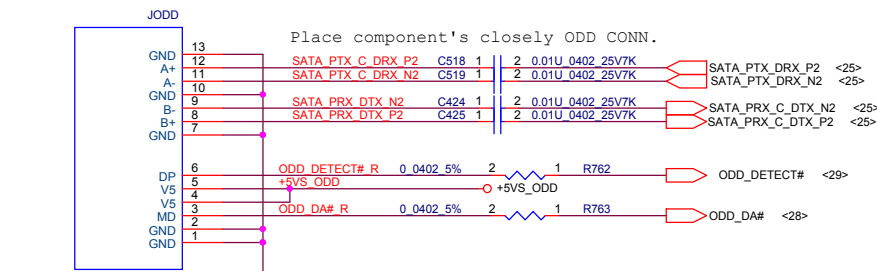 JODD
Place component's closely ODD CONN.
GND 13
A+ 12 SATA_PTX_C_DRX_P2 C518 1 2 0.01U_0402_25V7K SATA_PTX_DRX_P2 <25>
A- 11 SATA_PTX_C_DRX_N2 C519 1 2 0.01U_0402_25V7K SATA_PTX_DRX_N2 <25>
GND 10
B- 9 SATA_PRX_DTX_N2 C424 1 2 0.01U_0402_25V7K SATA_PRX_C_DTX_N2 <25>
B+ 8 SATA_PRX_DTX_P2 C425 1 2 0.01U_0402_25V7K SATA_PRX_C_DTX_P2 <25>
GND 7
DP 6 ODD_DETECT#_R 0_0402_5% 2 1 R762 ODD_DETECT# <29>
V5 5 +5VS_ODD +5VS_ODD
V5 4
MD 3 ODD_DA#_R 0_0402_5% 2 1 R763 ODD_DA# <28>
GND 2
GND 1